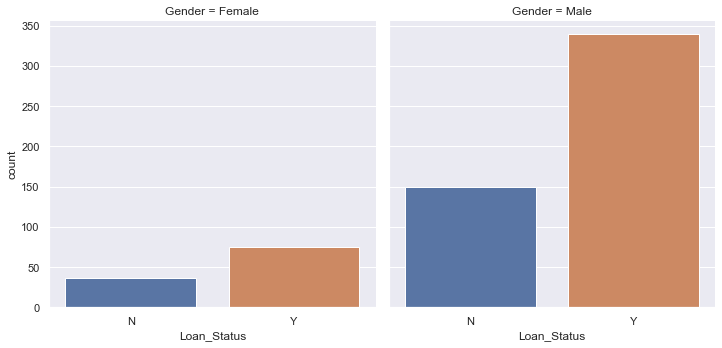 Gender = Female
Gender = Male
350
300
250
200
150
100
50
0
count
N
Y
N
Y
Loan_Status
Loan_Status